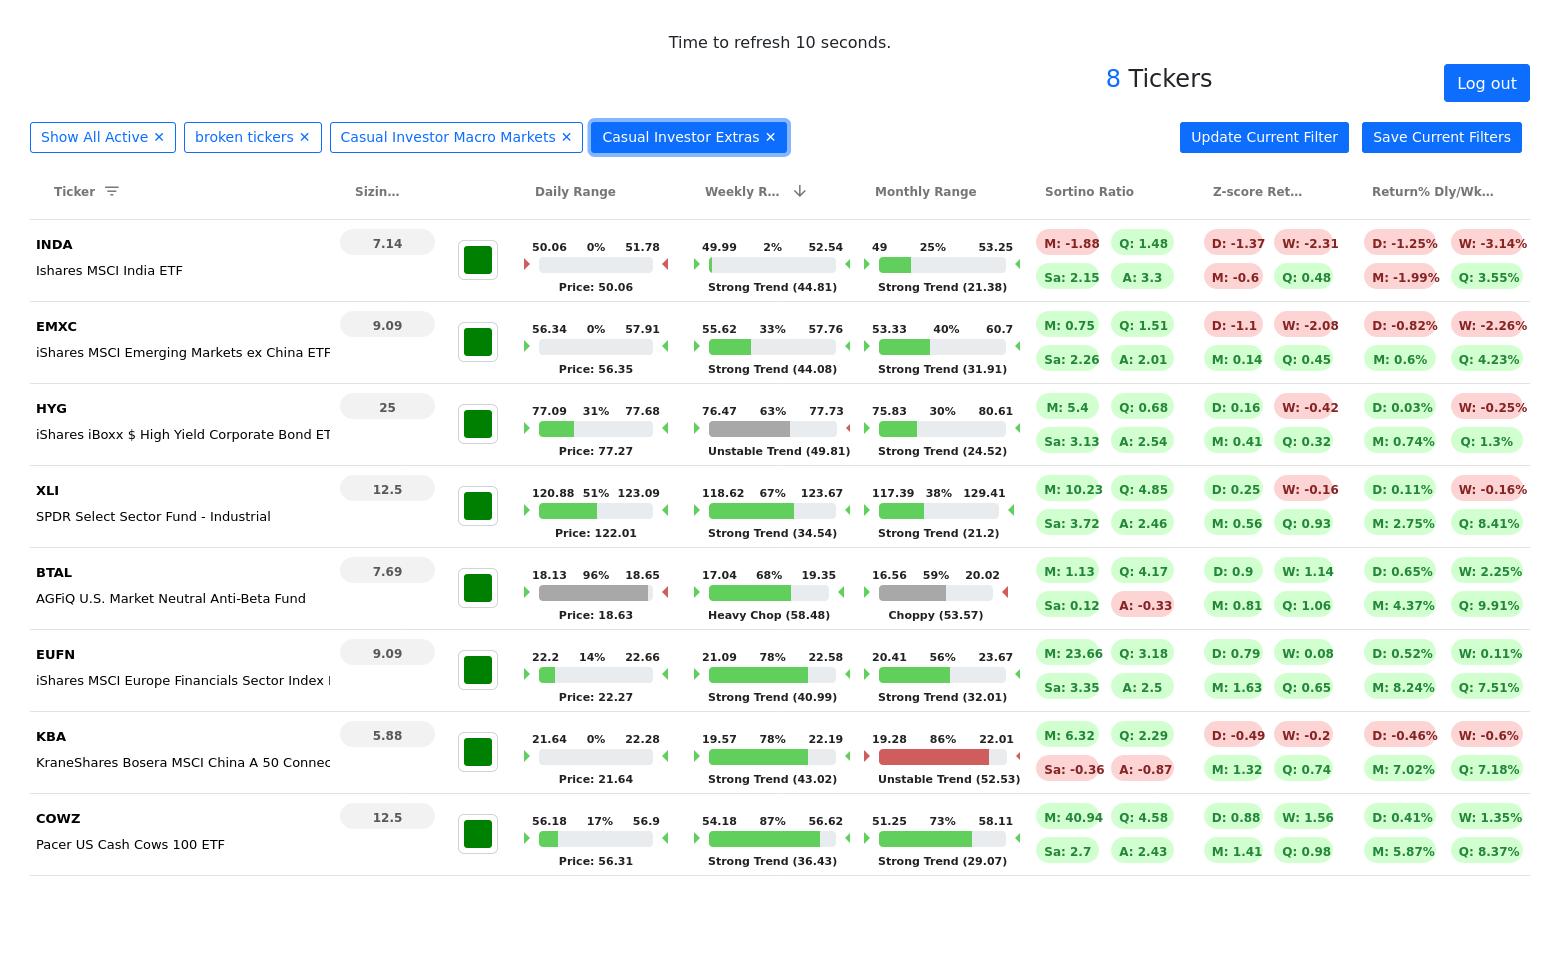 Time to refresh 10 seconds.
8 Tickers
Log out
Show All Active ✕ broken tickers ✕ Casual Investor Macro Markets ✕ Casual Investor Extras ✕ Update Current Filter Save Current Filters
Ticker Sizin… Daily Range Weekly R… Monthly Range Sortino Ratio Z-score Ret… Return% Dly/Wk…
INDA 7.14 50.06 0% 51.78 49.99 2% 52.54 49 25% 53.25 M: -1.88 Q: 1.48 D: -1.37 W: -2.31 D: -1.25% W: -3.14%
Ishares MSCI India ETF Price: 50.06 Strong Trend (44.81) Strong Trend (21.38) Sa: 2.15 A: 3.3 M: -0.6 Q: 0.48 M: -1.99% Q: 3.55%
EMXC 9.09 56.34 0% 57.91 55.62 33% 57.76 53.33 40% 60.7 M: 0.75 Q: 1.51 D: -1.1 W: -2.08 D: -0.82% W: -2.26%
iShares MSCI Emerging Markets ex China ETF Price: 56.35 Strong Trend (44.08) Strong Trend (31.91) Sa: 2.26 A: 2.01 M: 0.14 Q: 0.45 M: 0.6% Q: 4.23%
HYG 25 77.09 31% 77.68 76.47 63% 77.73 75.83 30% 80.61 M: 5.4 Q: 0.68 D: 0.16 W: -0.42 D: 0.03% W: -0.25%
iShares iBoxx $ High Yield Corporate Bond ET Price: 77.27 Unstable Trend (49.81) Strong Trend (24.52) Sa: 3.13 A: 2.54 M: 0.41 Q: 0.32 M: 0.74% Q: 1.3%
XLI 12.5 120.88 51% 123.09 118.62 67% 123.67 117.39 38% 129.41 M: 10.23 Q: 4.85 D: 0.25 W: -0.16 D: 0.11% W: -0.16%
SPDR Select Sector Fund - Industrial Price: 122.01 Strong Trend (34.54) Strong Trend (21.2) Sa: 3.72 A: 2.46 M: 0.56 Q: 0.93 M: 2.75% Q: 8.41%
BTAL 7.69 18.13 96% 18.65 17.04 68% 19.35 16.56 59% 20.02 M: 1.13 Q: 4.17 D: 0.9 W: 1.14 D: 0.65% W: 2.25%
AGFiQ U.S. Market Neutral Anti-Beta Fund Price: 18.63 Heavy Chop (58.48) Choppy (53.57) Sa: 0.12 A: -0.33 M: 0.81 Q: 1.06 M: 4.37% Q: 9.91%
EUFN 9.09 22.2 14% 22.66 21.09 78% 22.58 20.41 56% 23.67 M: 23.66 Q: 3.18 D: 0.79 W: 0.08 D: 0.52% W: 0.11%
iShares MSCI Europe Financials Sector Index Price: 22.27 Strong Trend (40.99) Strong Trend (32.01) Sa: 3.35 A: 2.5 M: 1.63 Q: 0.65 M: 8.24% Q: 7.51%
KBA 5.88 21.64 0% 22.28 19.57 78% 22.19 19.28 86% 22.01 M: 6.32 Q: 2.29 D: -0.49 W: -0.2 D: -0.46% W: -0.6%
KraneShares Bosera MSCI China A 50 Connec Price: 21.64 Strong Trend (43.02) Unstable Trend (52.53) Sa: -0.36 A: -0.87 M: 1.32 Q: 0.74 M: 7.02% Q: 7.18%
COWZ 12.5 56.18 17% 56.9 54.18 87% 56.62 51.25 73% 58.11 M: 40.94 Q: 4.58 D: 0.88 W: 1.56 D: 0.41% W: 1.35%
Pacer US Cash Cows 100 ETF Price: 56.31 Strong Trend (36.43) Strong Trend (29.07) Sa: 2.7 A: 2.43 M: 1.41 Q: 0.98 M: 5.87% Q: 8.37%